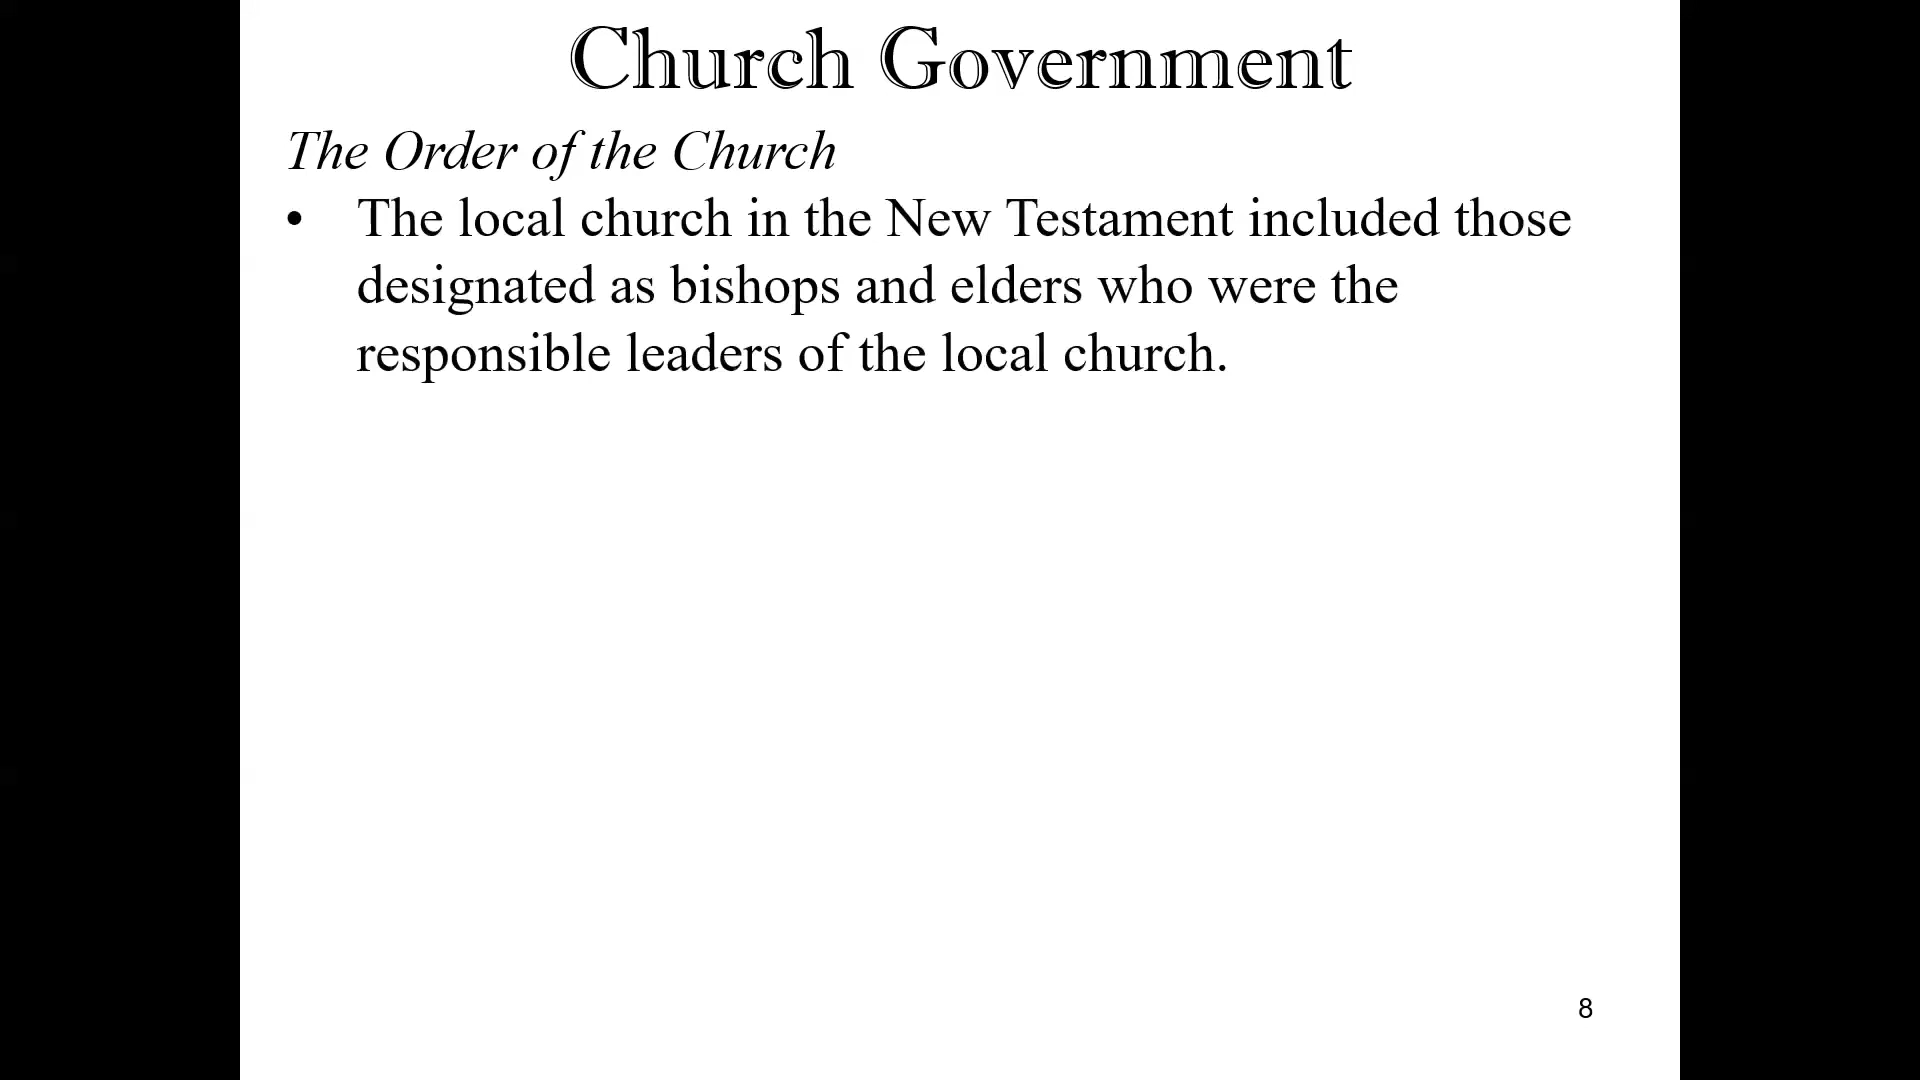 Church Government
The Order of the Church
• The local church in the New Testament included those
designated as bishops and elders who were the
responsible leaders of the local church.
8